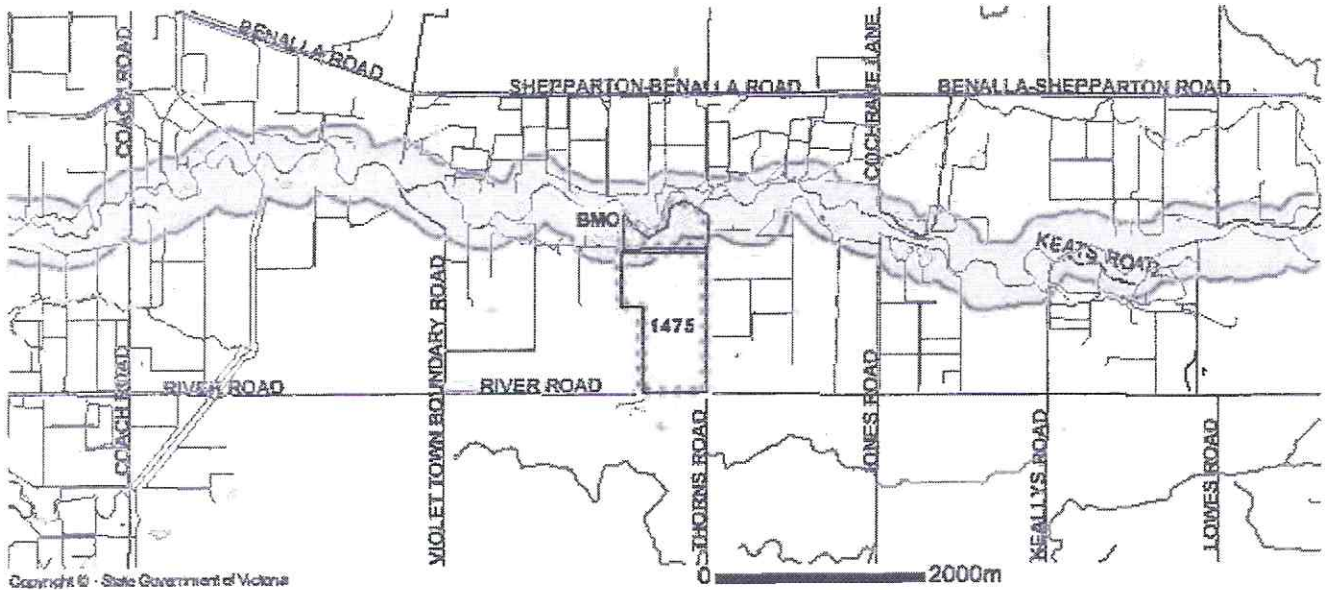 BENALLA ROAD
SHEPPARTON-BENALLA ROAD
BENALLA-SHEPPARTON ROAD
COACH ROAD
COCHRANE LANE
BMO
KEATS ROAD
1475
VIOLET TOWN BOUNDARY ROAD
RIVER ROAD
RIVER ROAD
COACH ROAD
THORNS ROAD
JONES ROAD
KEALLYS ROAD
LOWES ROAD
Copyright © - State Government of Victoria
0 2000m